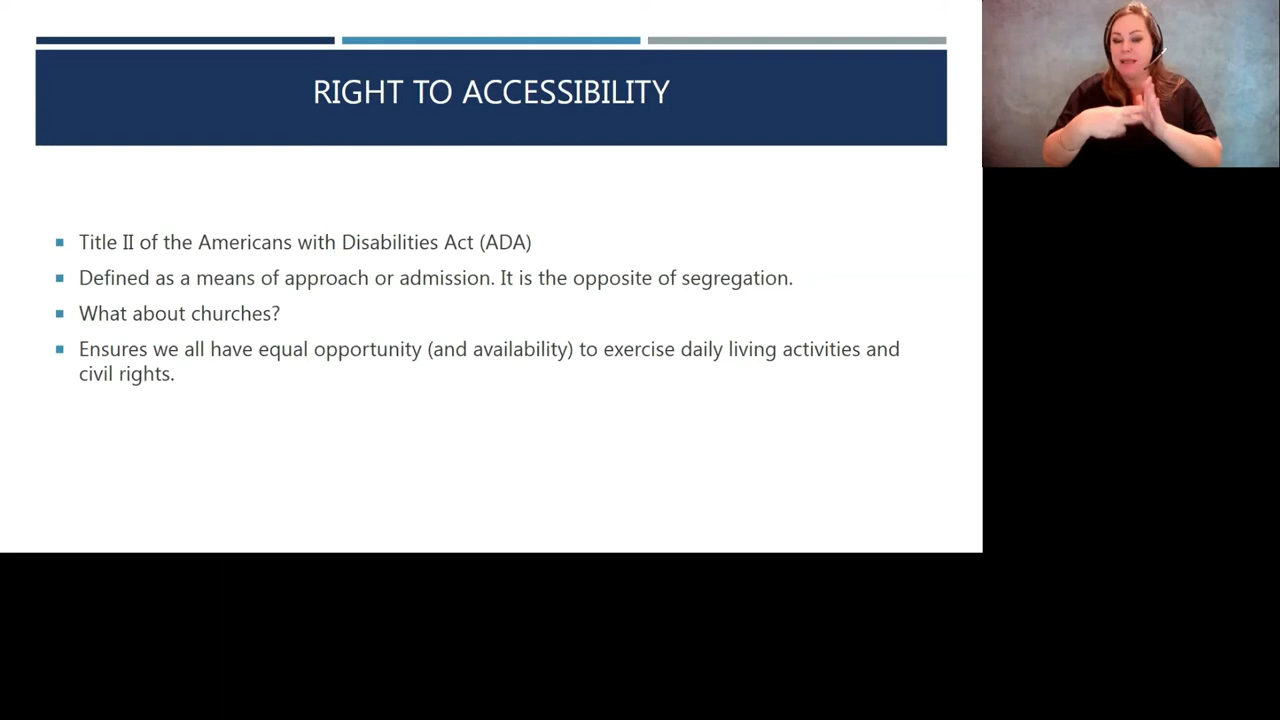 RIGHT TO ACCESSIBILITY
Title II of the Americans with Disabilities Act (ADA)
Defined as a means of approach or admission. It is the opposite of segregation.
What about churches?
Ensures we all have equal opportunity (and availability) to exercise daily living activities and
civil rights.